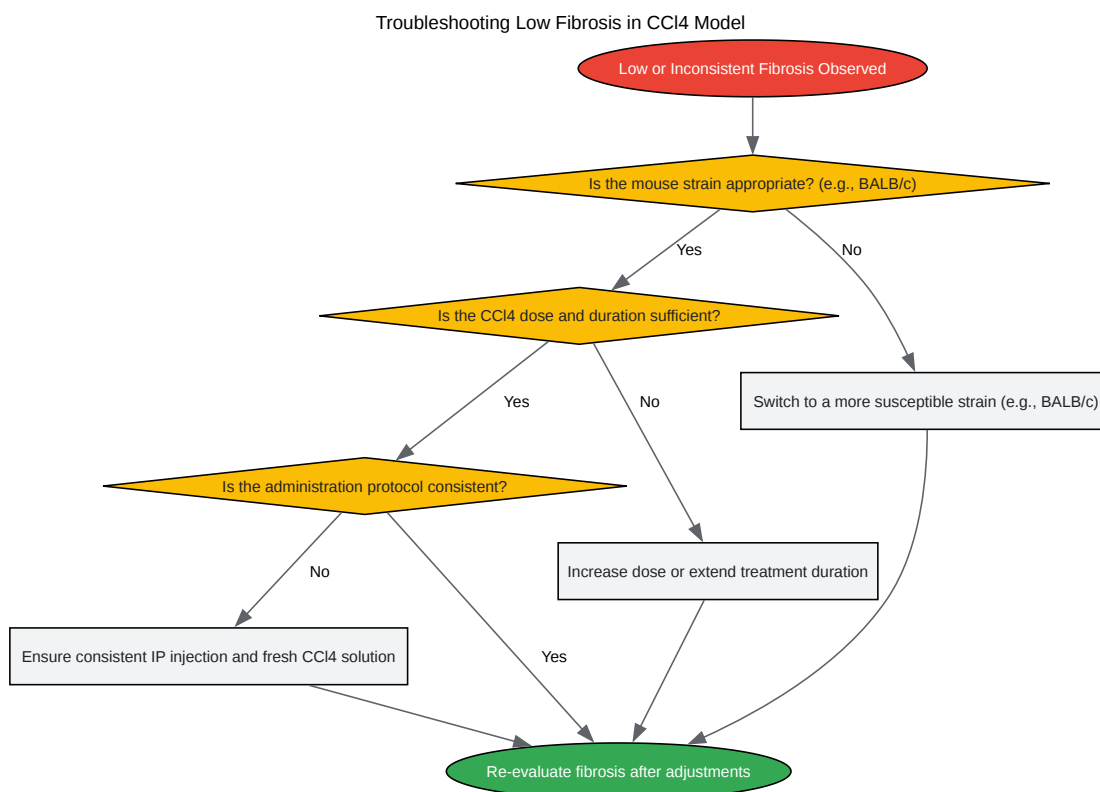 Troubleshooting Low Fibrosis in CCl4 Model
Low or Inconsistent Fibrosis Observed
Is the mouse strain appropriate? (e.g., BALB/c)
Yes
No
Is the CCl4 dose and duration sufficient?
Switch to a more susceptible strain (e.g., BALB/c)
Yes
No
Is the administration protocol consistent?
Increase dose or extend treatment duration
No
Ensure consistent IP injection and fresh CCl4 solution
Yes
Re-evaluate fibrosis after adjustments